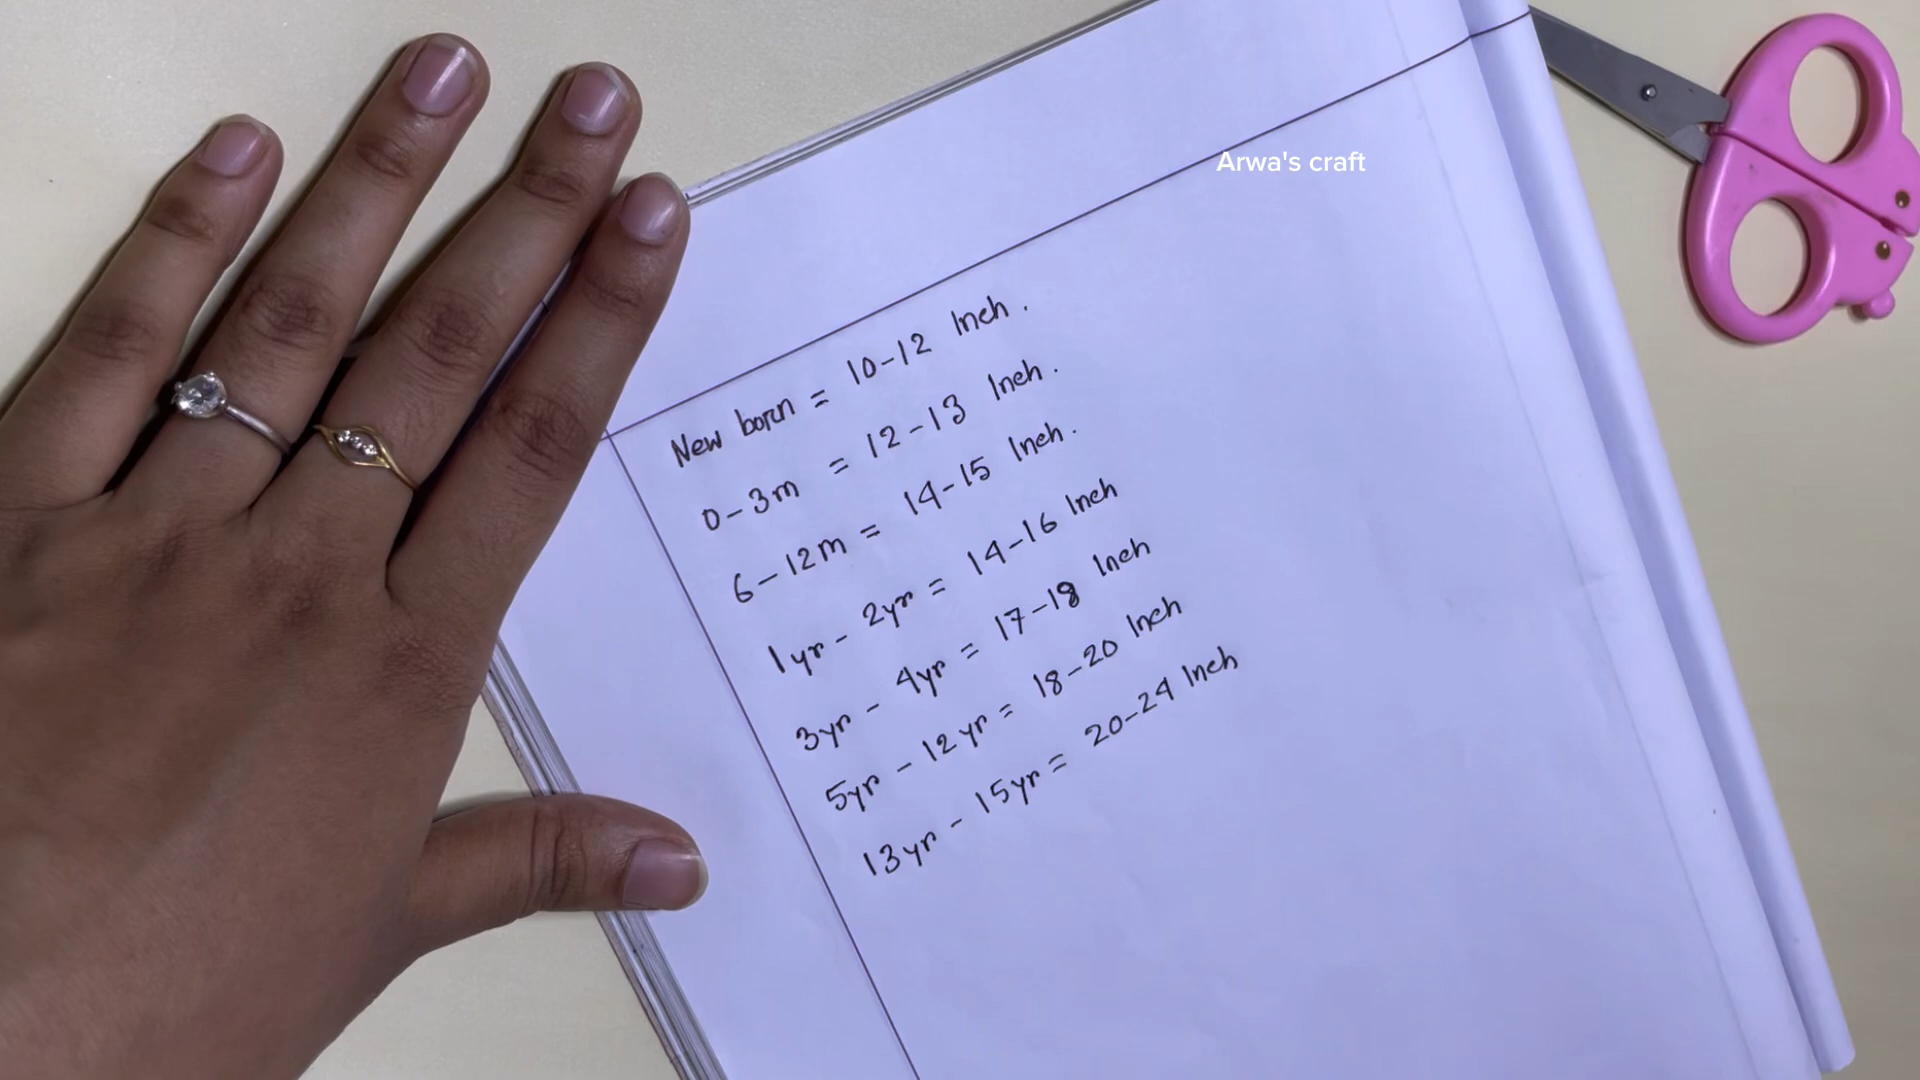 Arwa's craft
New born = 10-12 Inch.
0-3m = 12-13 Inch.
6-12m = 14-15 Inch.
1yr - 2yr = 14-16 Inch
3yr - 4yr = 17-18 Inch
5yr - 12yr = 18-20 Inch
13yr - 15yr = 20-24 Inch